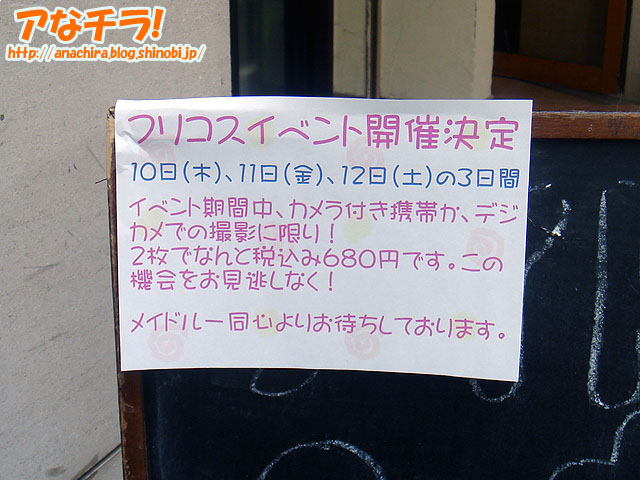 アなチラ!
http://anachira.blog.shinobi.jp/
フリコスイベント開催決定
10日(木)、11日(金)、12日(土)の3日間
イベント期間中、カメラ付き携帯か、デジ
カメでの撮影に限り!
2枚でなんと税込み680円です。この
機会をお見逃しなく!
メイドル一同心よりお待ちしております。